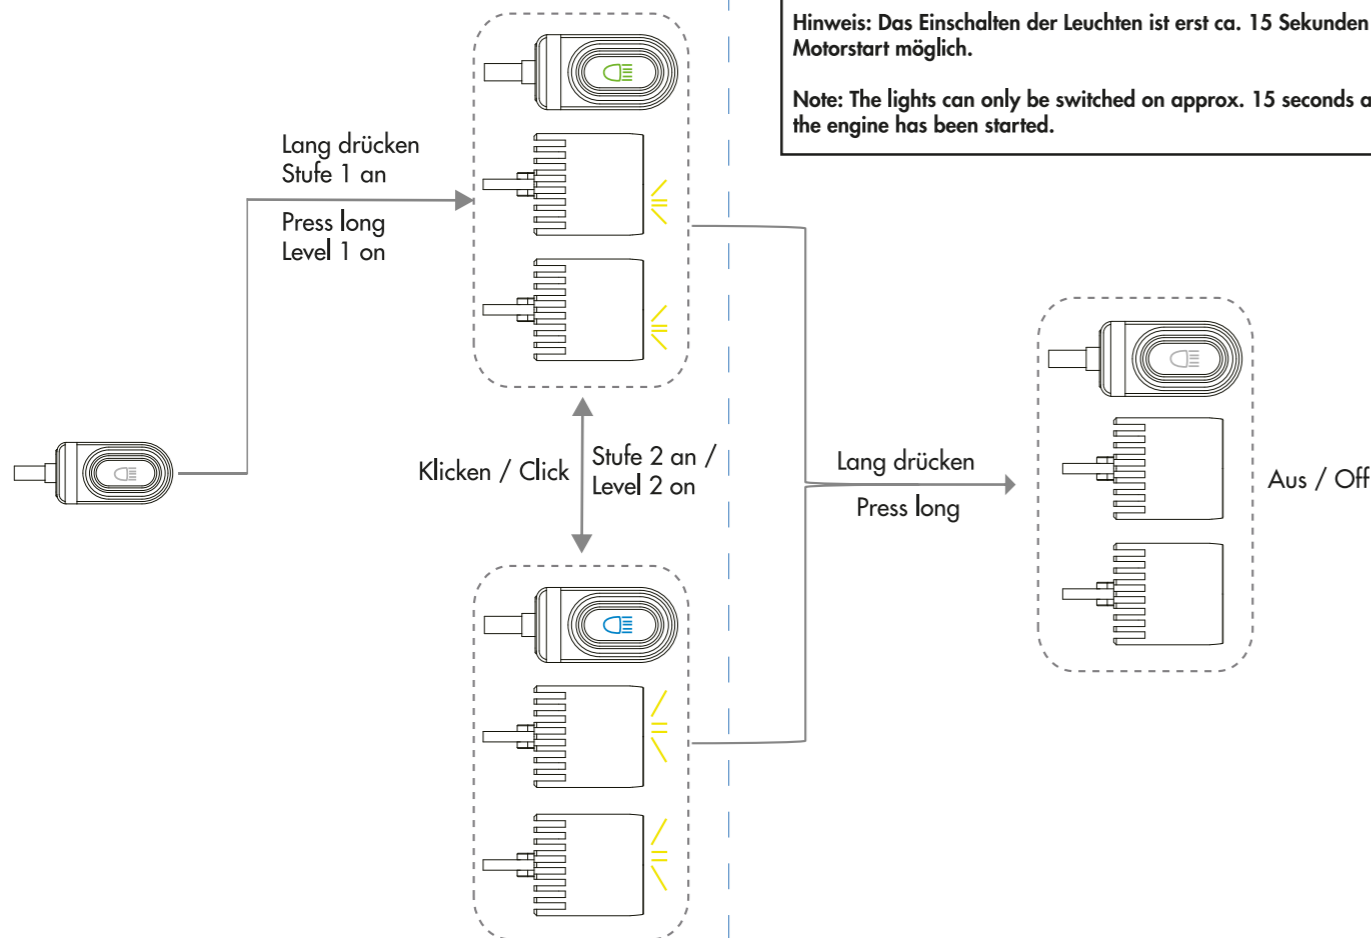 Hinweis: Das Einschalten der Leuchten ist erst ca. 15 Sekunden
Motorstart möglich.
Note: The lights can only be switched on approx. 15 seconds
the engine has been started.
Lang drücken
Stufe 1 an
Press long
Level 1 on
Klicken / Click
Stufe 2 an /
Level 2 on
Lang drücken
Press long
Aus / Off